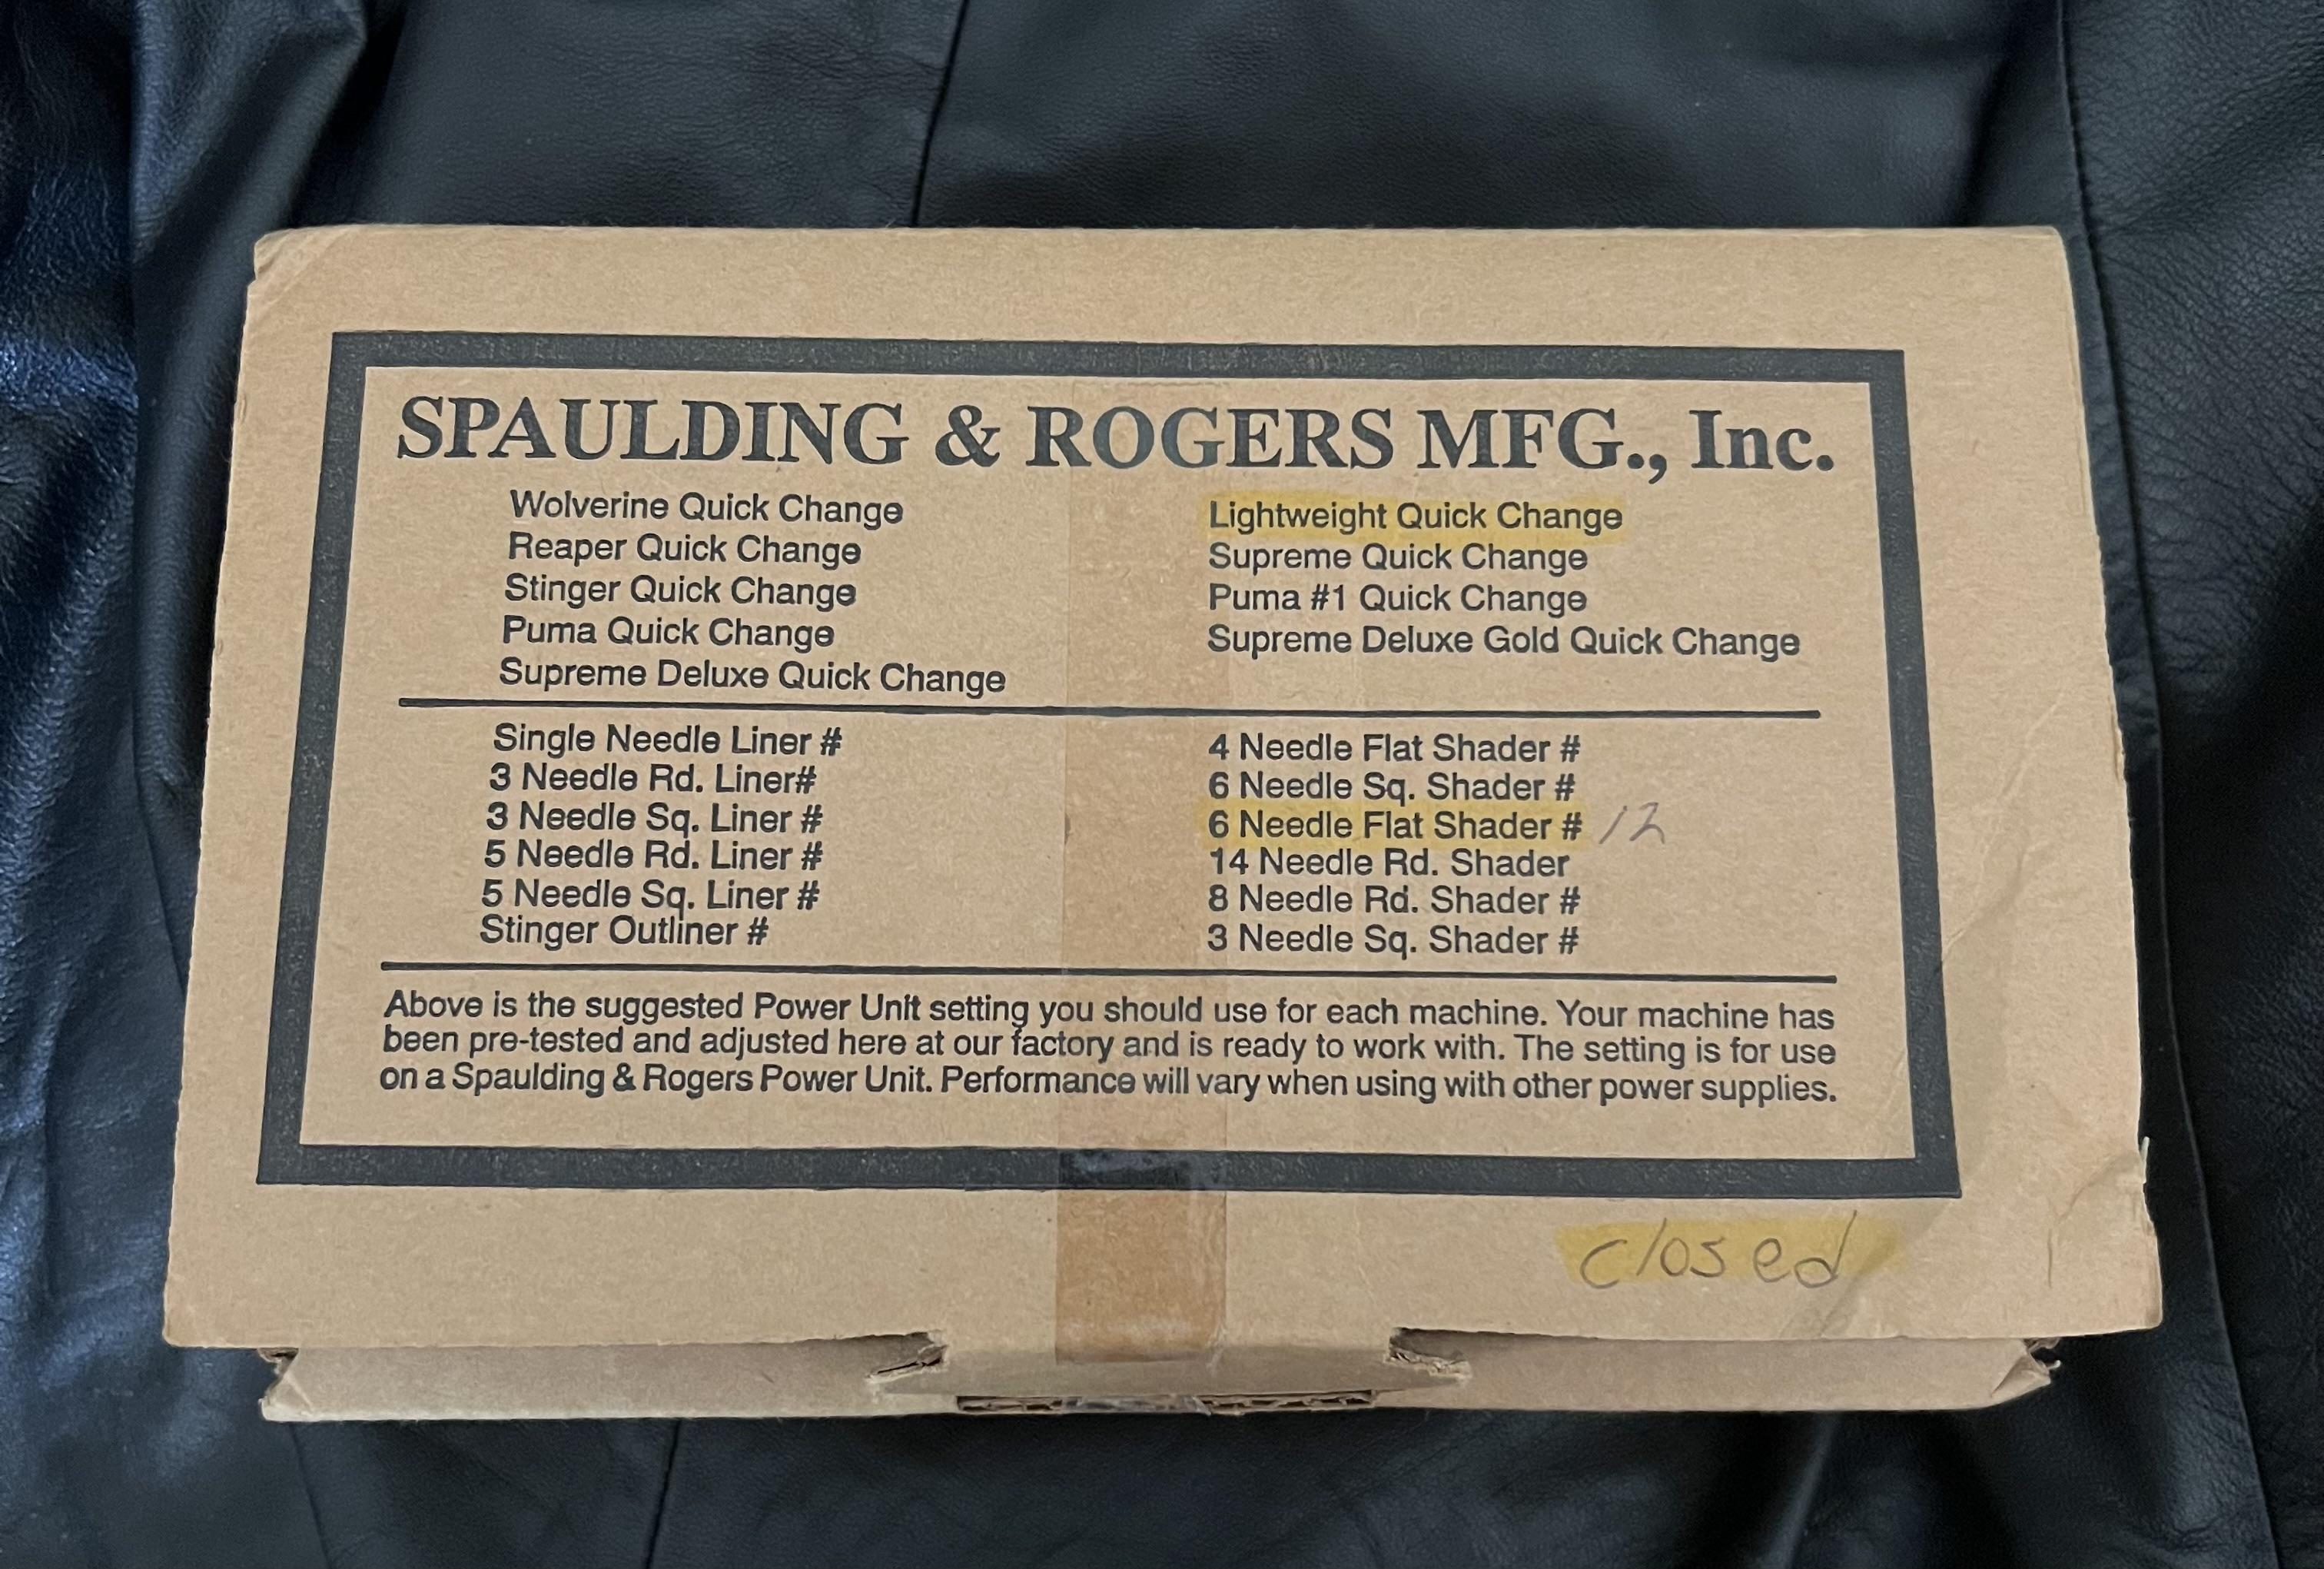 SPAULDING & ROGERS MFG., Inc.
Wolverine Quick Change
Reaper Quick Change
Stinger Quick Change
Puma Quick Change
Supreme Deluxe Quick Change
Lightweight Quick Change
Supreme Quick Change
Puma #1 Quick Change
Supreme Deluxe Gold Quick Change
Single Needle Liner #
3 Needle Rd. Liner#
3 Needle Sq. Liner #
5 Needle Rd. Liner #
5 Needle Sq. Liner #
Stinger Outliner #
4 Needle Flat Shader #
6 Needle Sq. Shader #
6 Needle Flat Shader # 12
14 Needle Rd. Shader
8 Needle Rd. Shader #
3 Needle Sq. Shader #
Above is the suggested Power Unit setting you should use for each machine. Your machine has
been pre-tested and adjusted here at our factory and is ready to work with. The setting is for use
on a Spaulding & Rogers Power Unit. Performance will vary when using with other power supplies.
closed